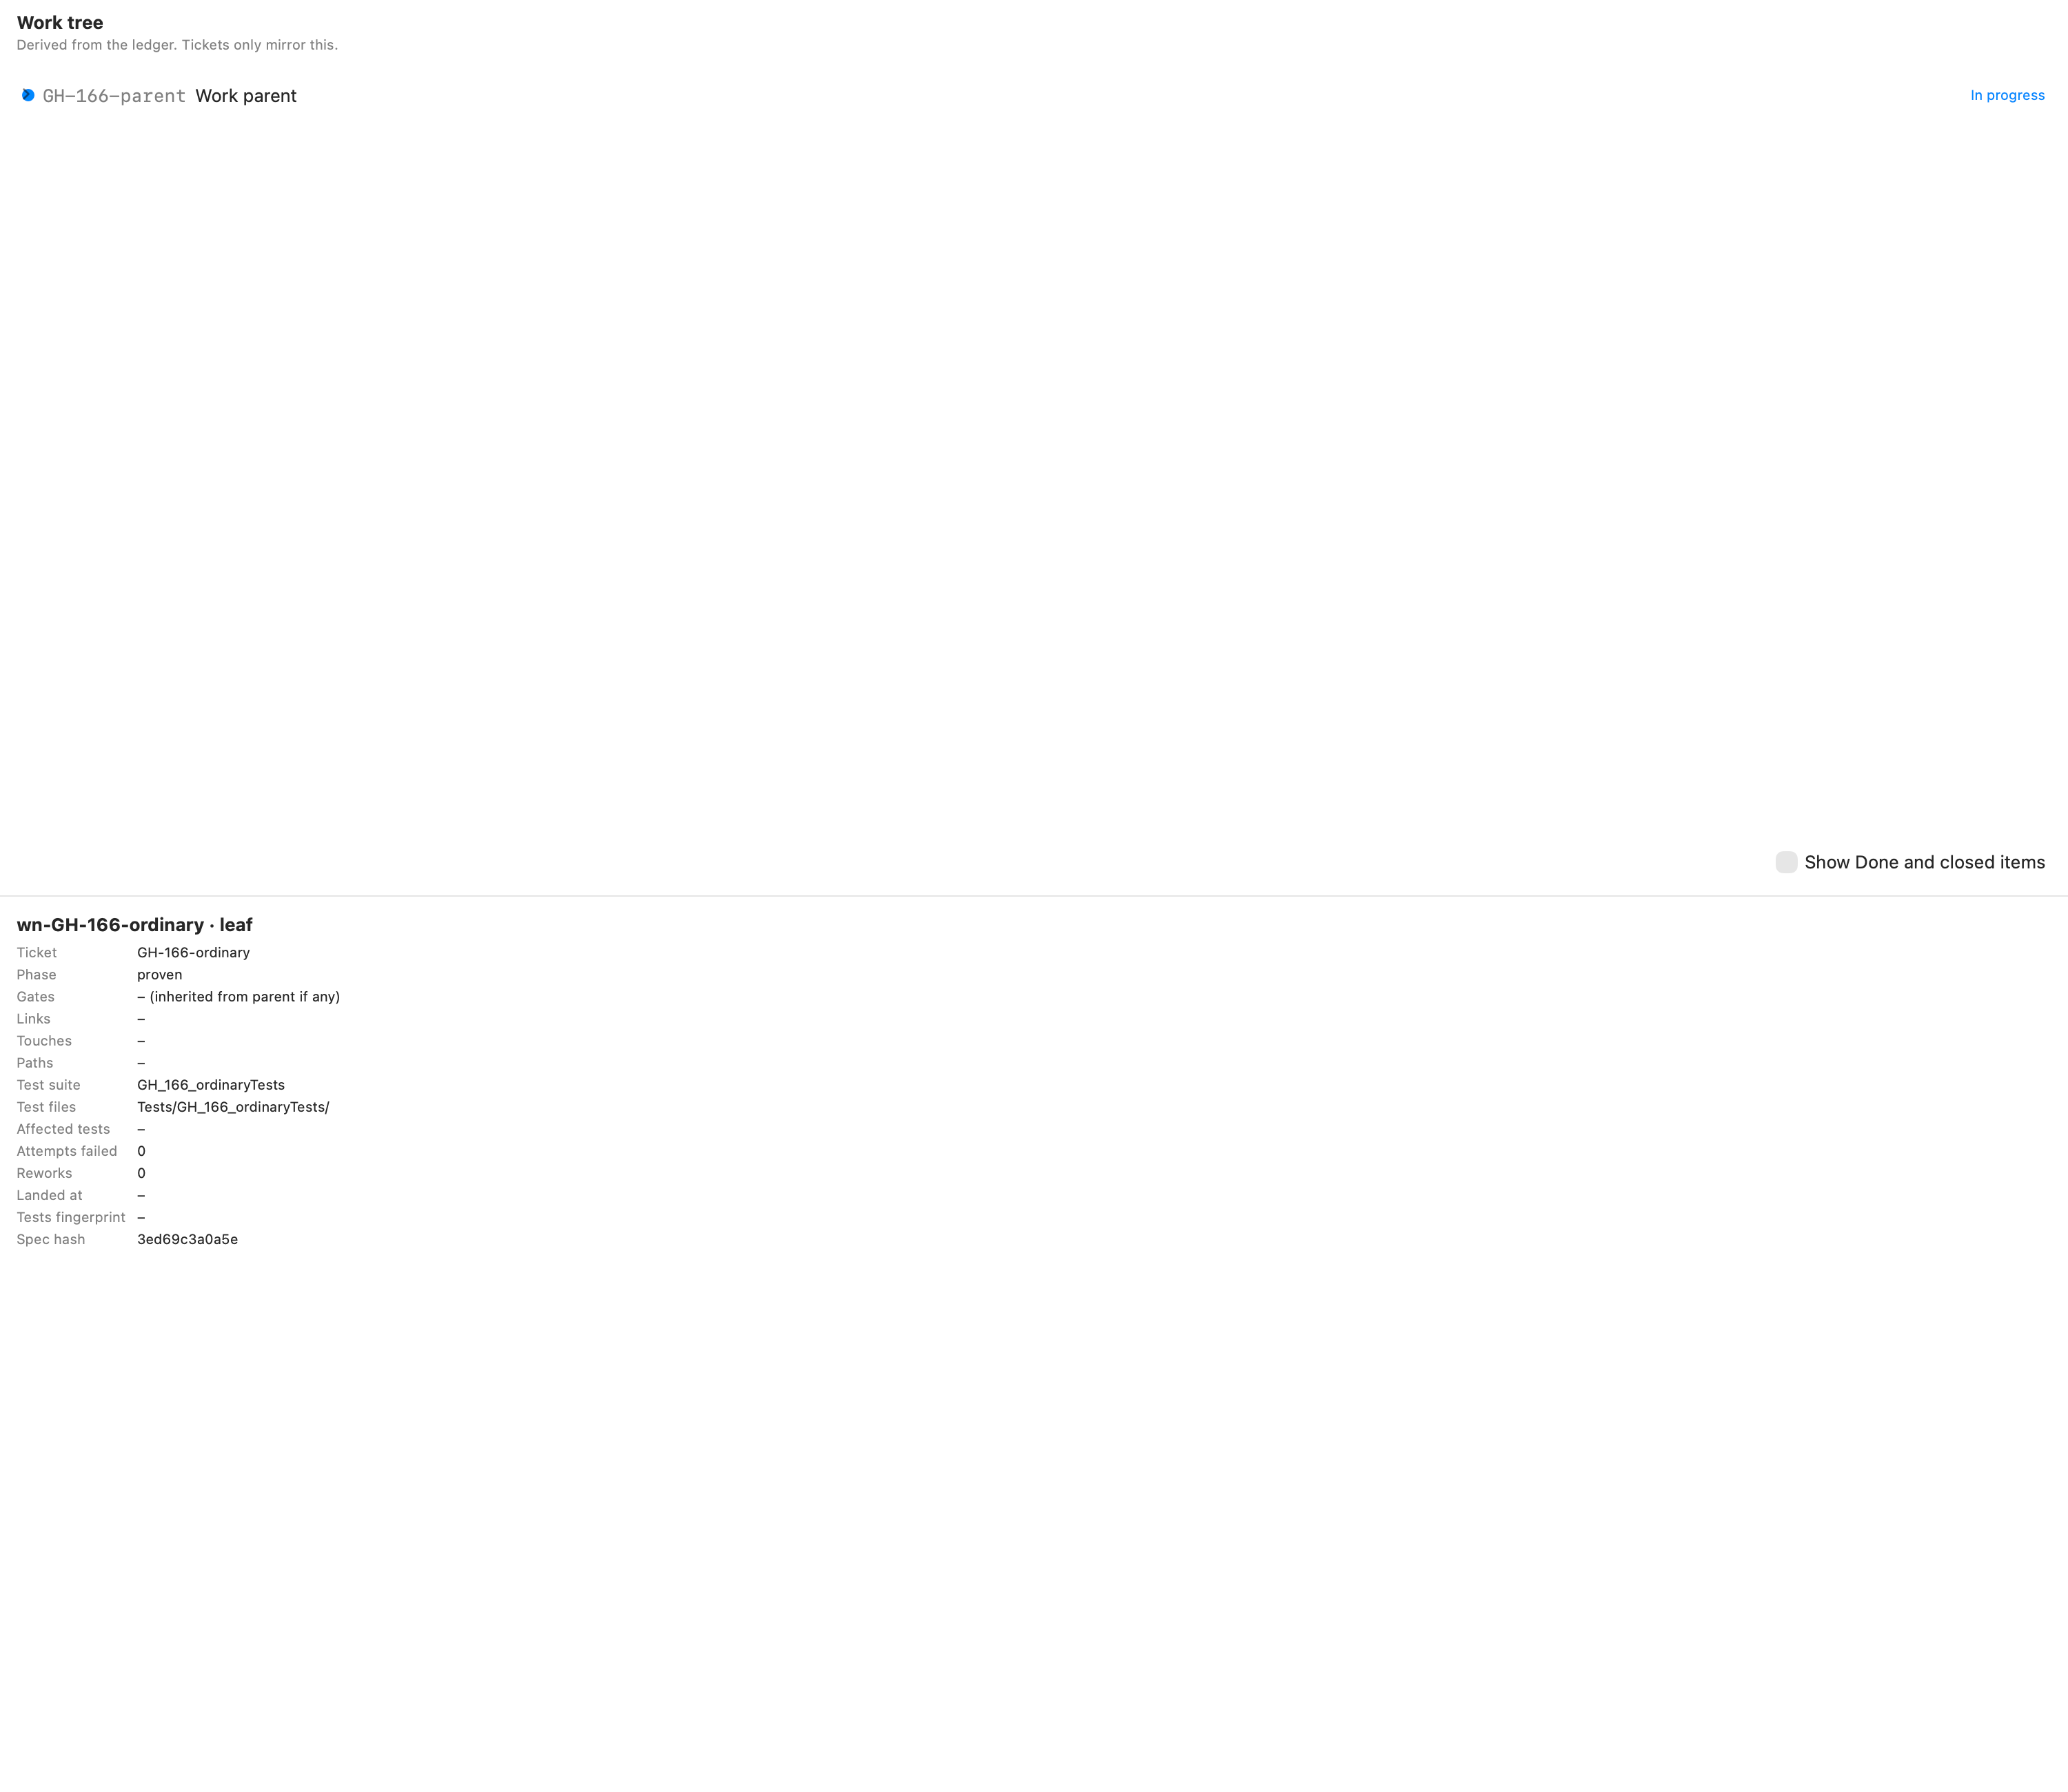 Work tree
Derived from the ledger. Tickets only mirror this.
GH-166-parent Work parent In progress
Show Done and closed items
wn-GH-166-ordinary · leaf
Ticket GH-166-ordinary
Phase proven
Gates – (inherited from parent if any)
Links –
Touches –
Paths –
Test suite GH_166_ordinaryTests
Test files Tests/GH_166_ordinaryTests/
Affected tests –
Attempts failed 0
Reworks 0
Landed at –
Tests fingerprint –
Spec hash 3ed69c3a0a5e